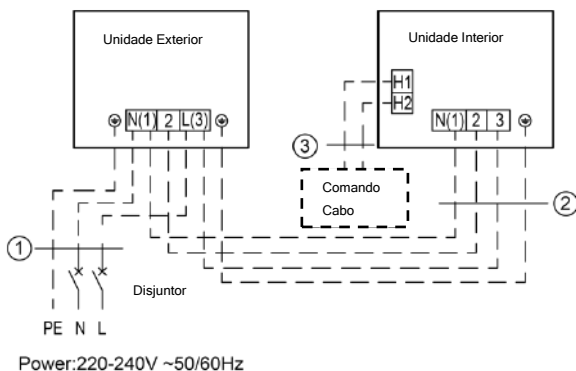 Unidade Exterior
Unidade Interior
N(1) 2 L(3)
H1
H2
N(1) 2 3
3
Comando
Cabo
2
1
Disjuntor
PE N L
Power:220-240V ~50/60Hz